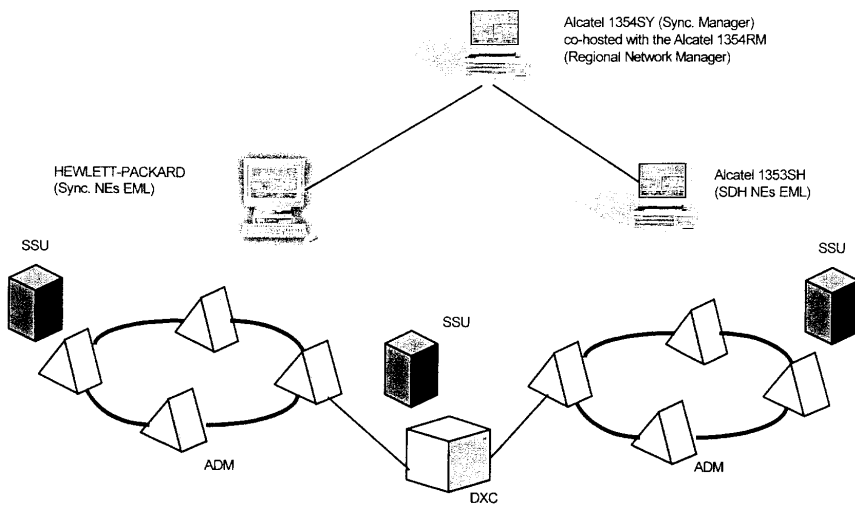 Alcatel 1354SY (Sync. Manager)
co-hosted with the Alcatel 1354RM
(Regional Network Manager)
HEWLETT-PACKARD
(Sync. NEs EML)
Alcatel 1353SH
(SDH NEs EML)
SSU
SSU
SSU
ADM
ADM
DXC